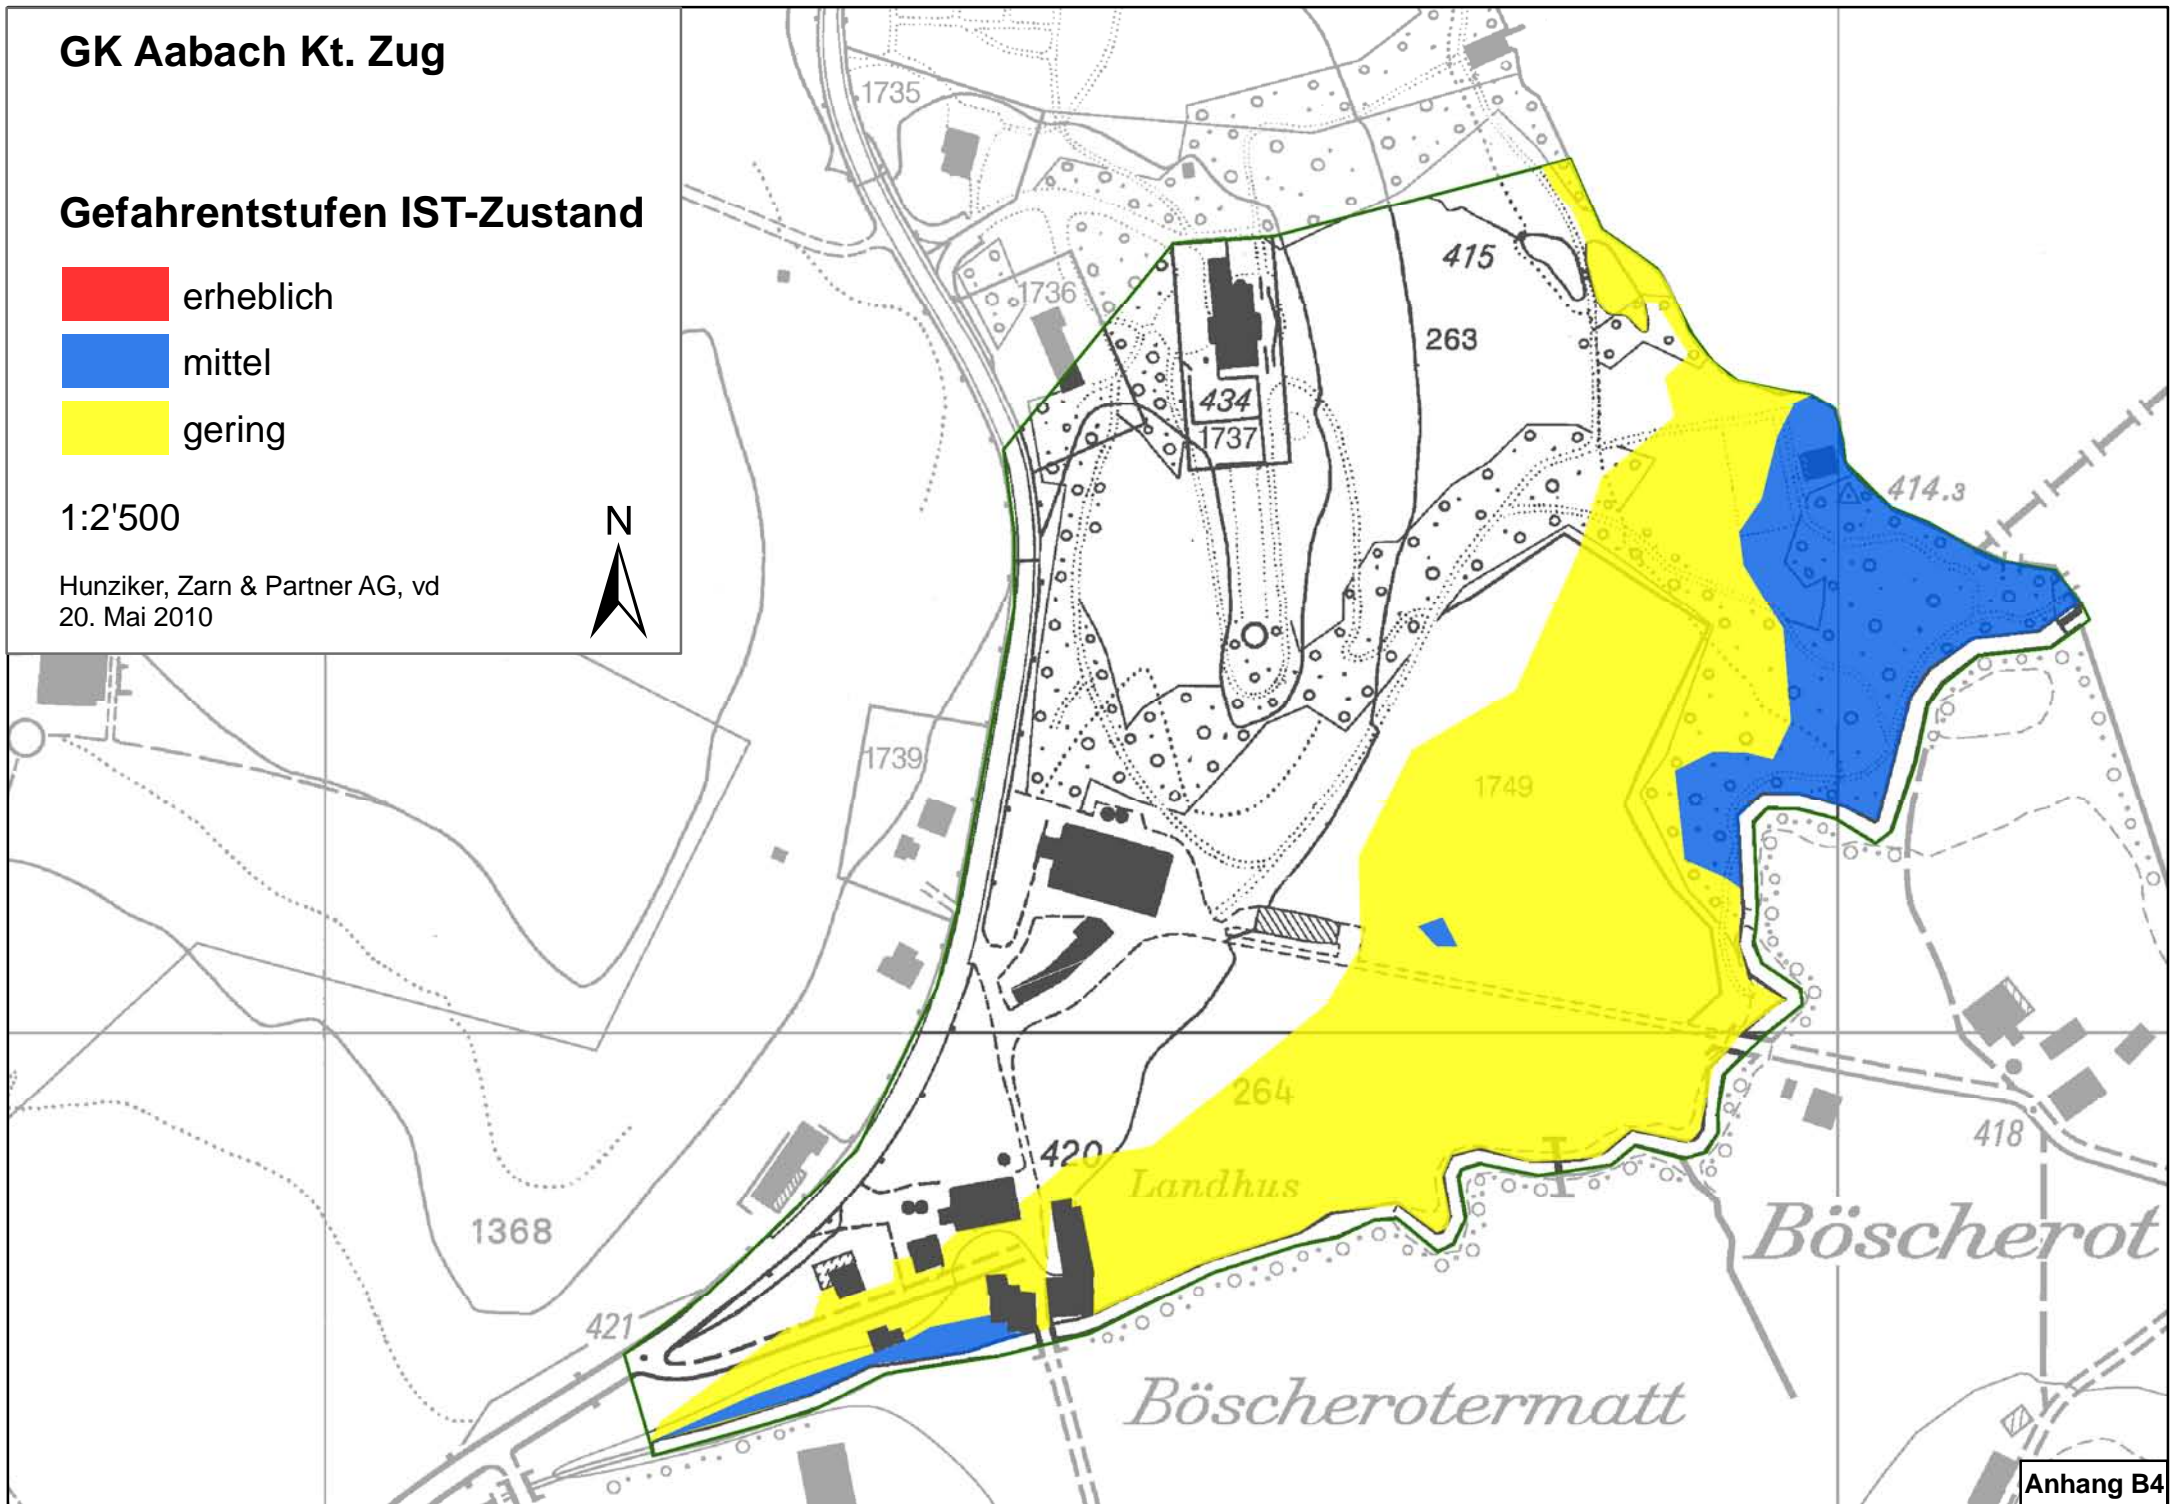 GK Aabach Kt. Zug
Gefahrentstufen IST-Zustand
erheblich
mittel
gering
1:2'500
N
Hunziker, Zarn & Partner AG, vd
20. Mai 2010
1735
415
1736
263
434
1737
414.3
1739
1749
264
420
418
Landhus
1368
Böscherot
421
Böscherotermatt
Anhang B4